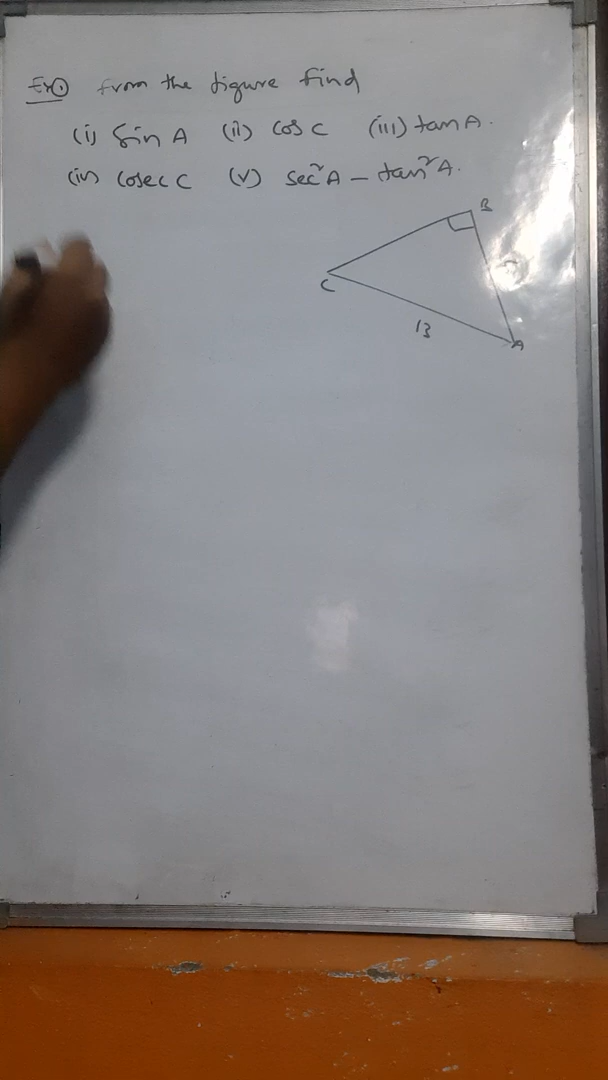 Ex① From the figure find
(i) Sin A (ii) Cos C (iii) tan A.
(iv) Cosec C (v) sec²A – tan²A.
B
C
13
A